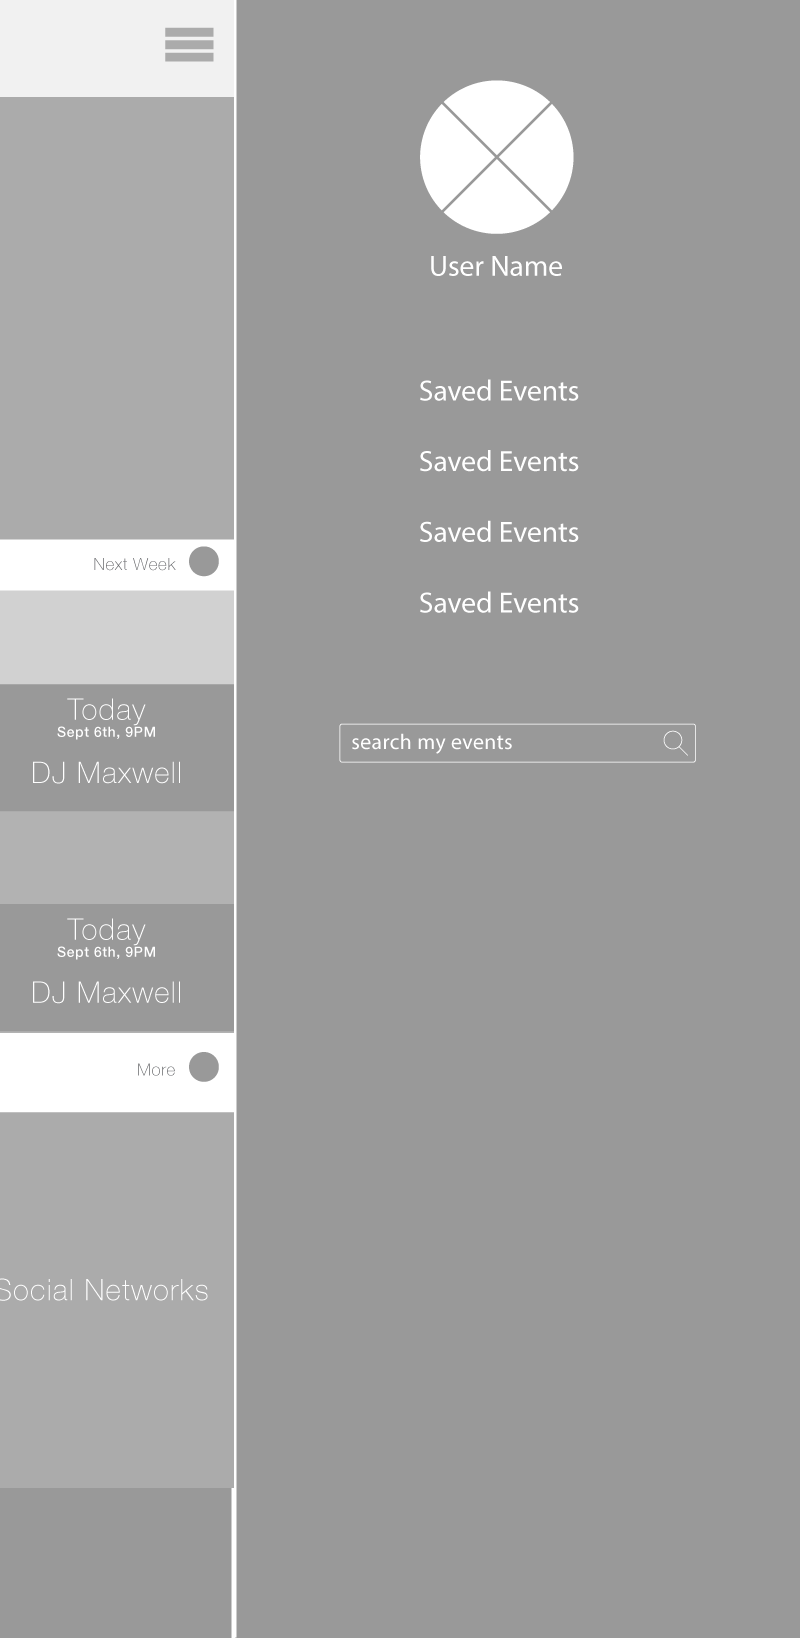 User Name
Saved Events
Saved Events
Saved Events
Saved Events
search my events
Next Week
Today
Sept 6th, 9PM
DJ Maxwell
Today
Sept 6th, 9PM
DJ Maxwell
More
Social Networks